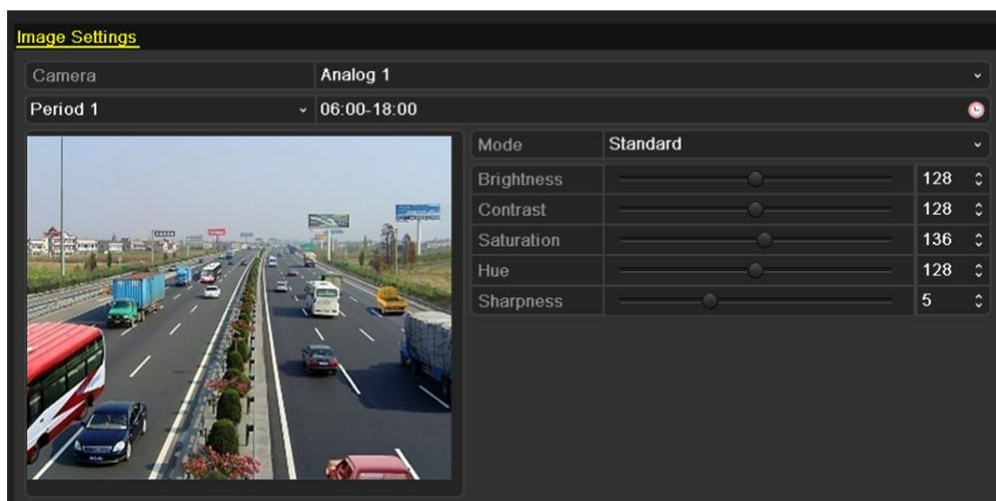 Image Settings
Camera Analog 1
Period 1 06:00-18:00
Mode Standard
Brightness 128
Contrast 128
Saturation 136
Hue 128
Sharpness 5